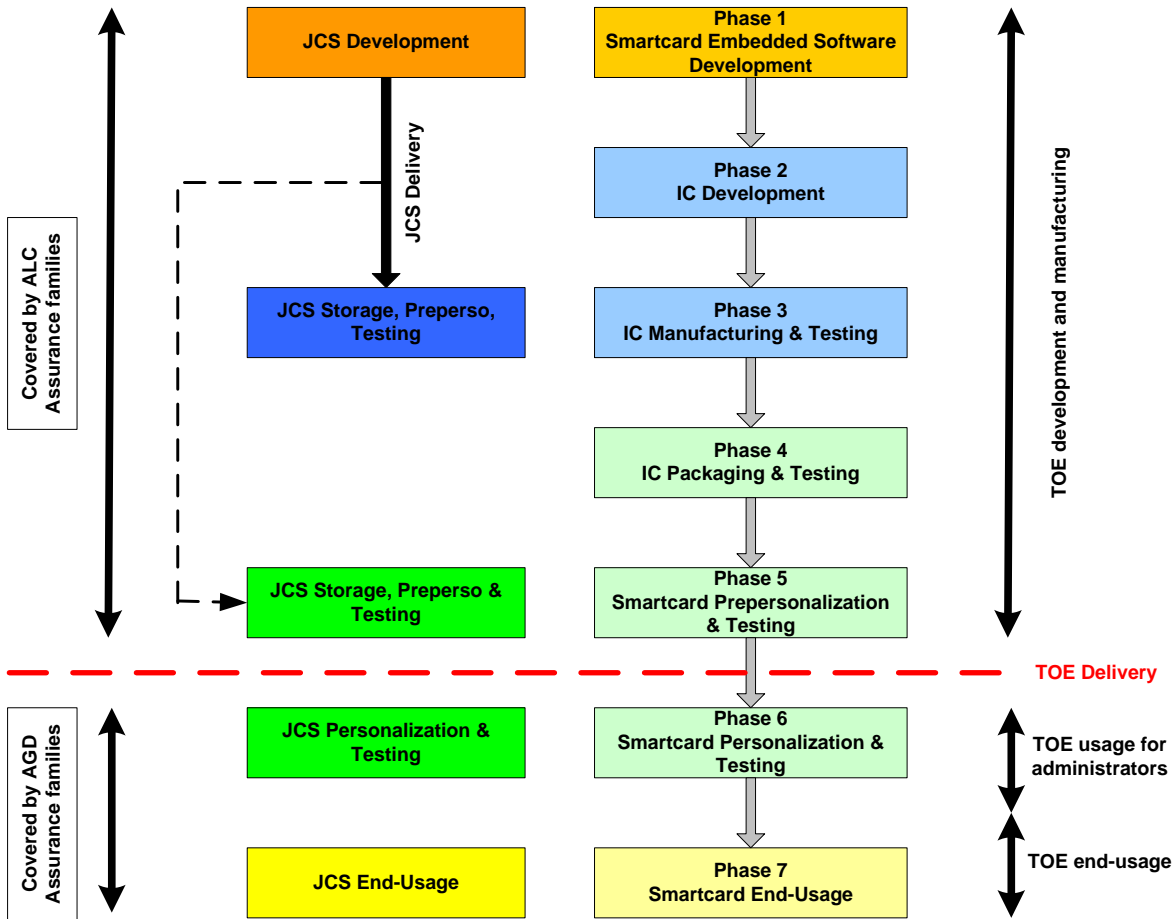 JCS Development
Phase 1
Smartcard Embedded Software
Development
JCS Delivery
Phase 2
IC Development
Covered by ALC
Assurance families
TOE development and manufacturing
JCS Storage, Preperso,
Testing
Phase 3
IC Manufacturing & Testing
Phase 4
IC Packaging & Testing
JCS Storage, Preperso &
Testing
Phase 5
Smartcard Prepersonalization
& Testing
TOE Delivery
Covered by AGD
Assurance families
JCS Personalization &
Testing
Phase 6
Smartcard Personalization &
Testing
TOE usage for
administrators
JCS End-Usage
Phase 7
Smartcard End-Usage
TOE end-usage